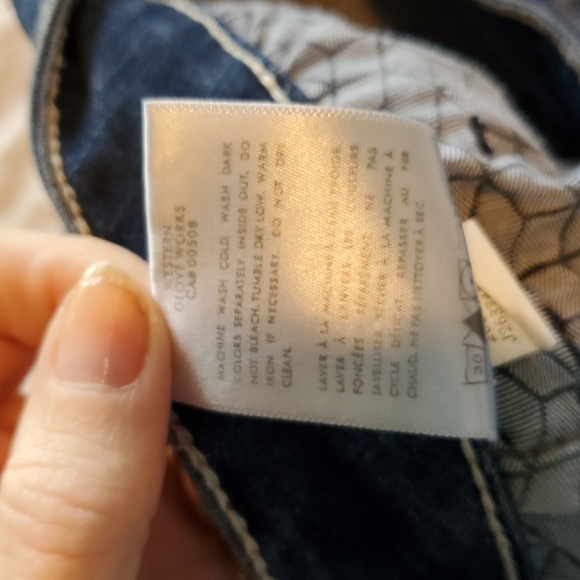 WESTERN
GLOVE WORKS
CA# 00508
MACHINE WASH COLD. WASH DARK
COLORS SEPARATELY INSIDE OUT. DO
NOT BLEACH. TUMBLE DRY LOW. WARM
IRON IF NECESSARY. DO NOT DRY
CLEAN.
LAVER À LA MACHINE À FROIDE.
LAVER À L'ENVERS LES COULEURS
FONCÉES SÉPARÉMENT. NE PAS
JAVELLISER. SÉCHER À LA MACHINE À
CYCLE DÉLICAT. REPASSER AU FER
CHAUD. NE PAS NETTOYER À SEC
30